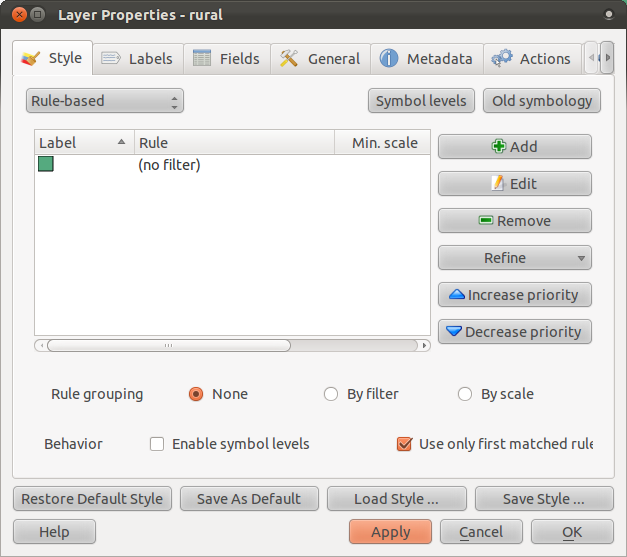 Layer Properties - rural
Style Labels Fields General Metadata Actions
Rule-based Symbol levels Old symbology
Label Rule Min. scale
(no filter)
Add
Edit
Remove
Refine
Increase priority
Decrease priority
Rule grouping None By filter By scale
Behavior Enable symbol levels Use only first matched rule
Restore Default Style Save As Default Load Style ... Save Style ...
Help Apply Cancel OK